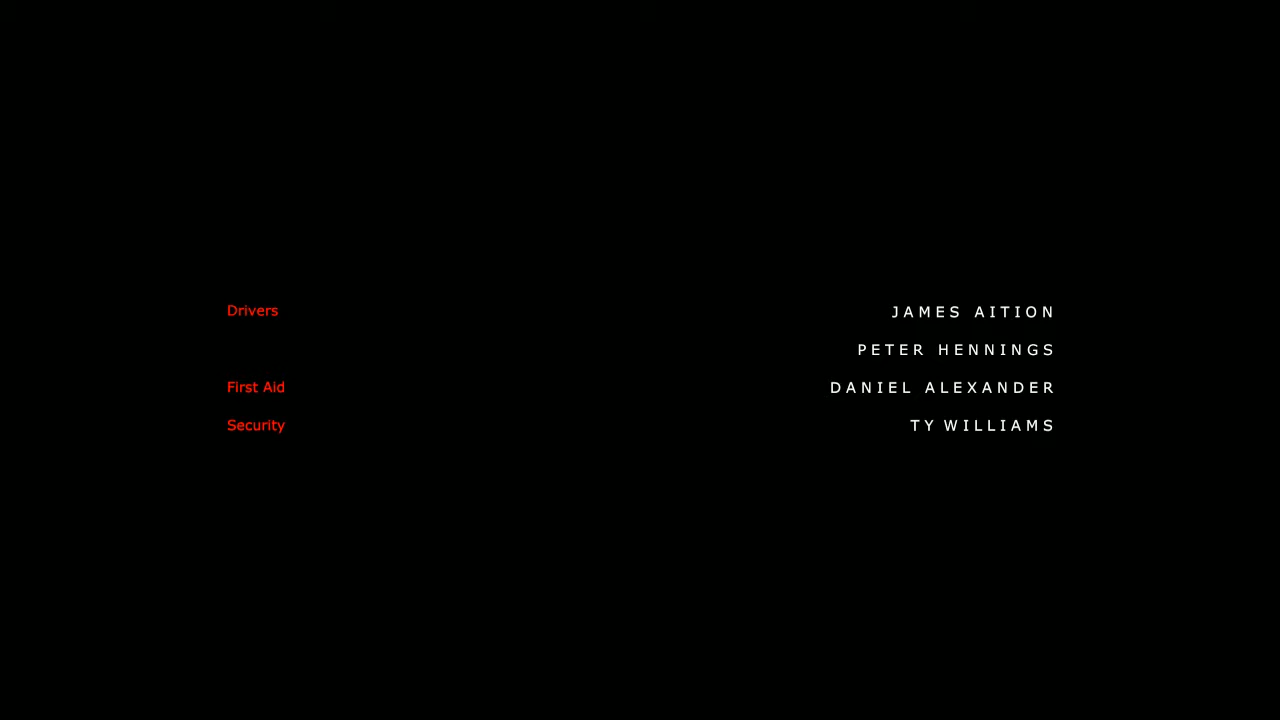 Drivers JAMES AITION
PETER HENNINGS
First Aid DANIEL ALEXANDER
Security TY WILLIAMS